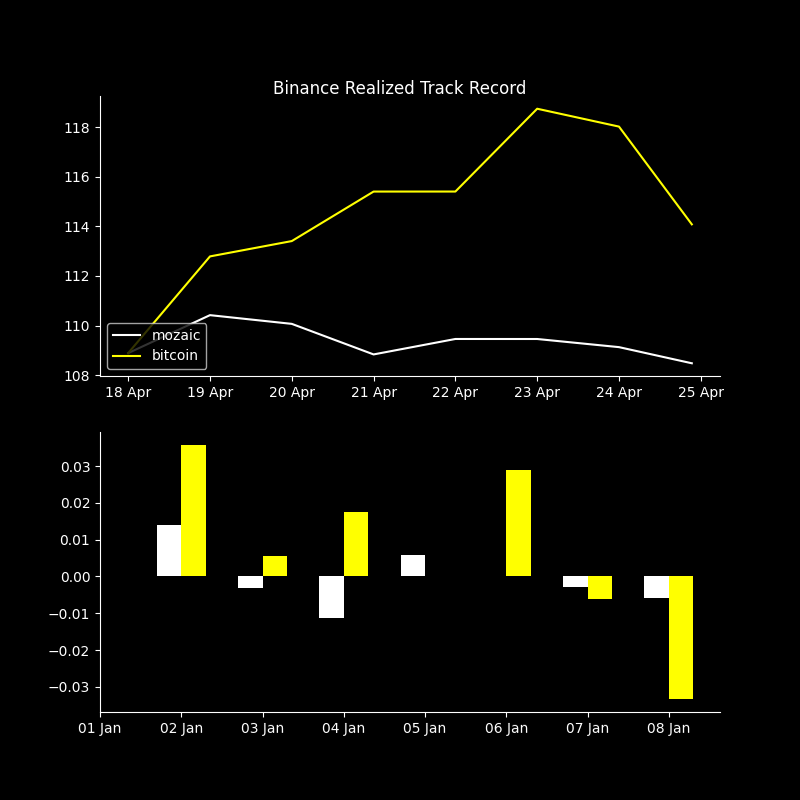 Binance Realized Track Record
118
116
114
112
110
108
mozaic
bitcoin
18 Apr 19 Apr 20 Apr 21 Apr 22 Apr 23 Apr 24 Apr 25 Apr
0.03
0.02
0.01
0.00
−0.01
−0.02
−0.03
01 Jan 02 Jan 03 Jan 04 Jan 05 Jan 06 Jan 07 Jan 08 Jan